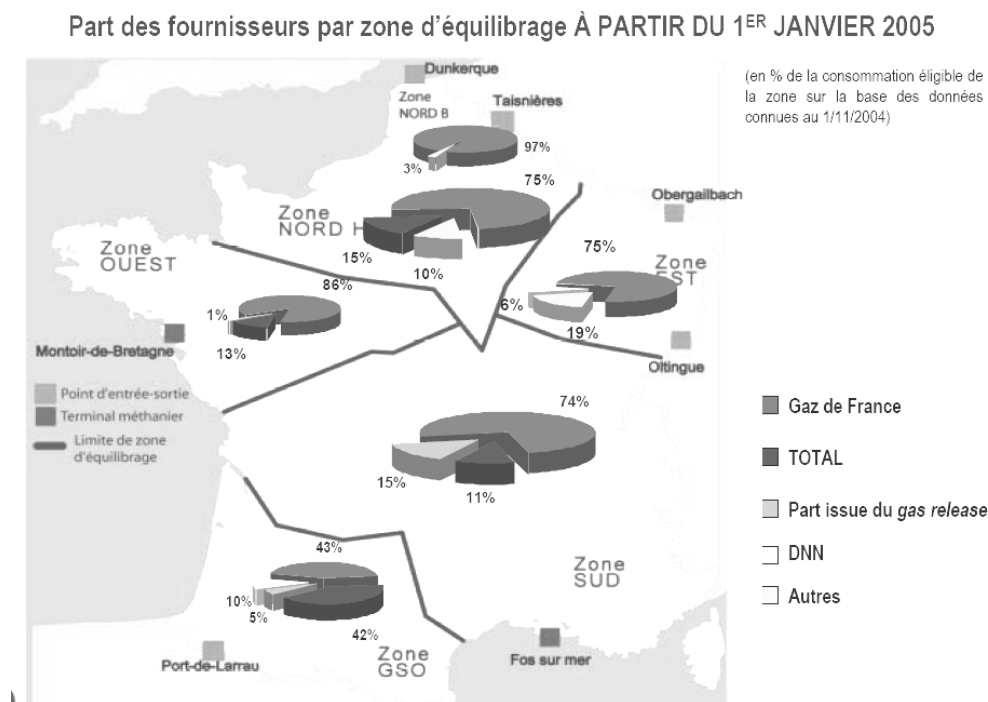 Part des fournisseurs par zone d'équilibrage À PARTIR DU 1ER JANVIER 2005
(en % de la consommation éligible de
la zone sur la base des données
connues au 1/11/2004)
Dunkerque
Zone
NORD B
Taisnières
97%
3%
75%
Zone
NORD H
15%
10%
Obergailbach
75%
Zone
EST
6%
19%
Oltingue
Zone
OUEST
86%
1%
13%
Montoir-de-Bretagne
Point d'entrée-sortie
Terminal méthanier
Limite de zone
d'équilibrage
74%
15%
11%
Zone
SUD
43%
10%
5%
42%
Zone
GSO
Port-de-Larrau
Fos sur mer
Gaz de France
TOTAL
Part issue du gas release
DNN
Autres